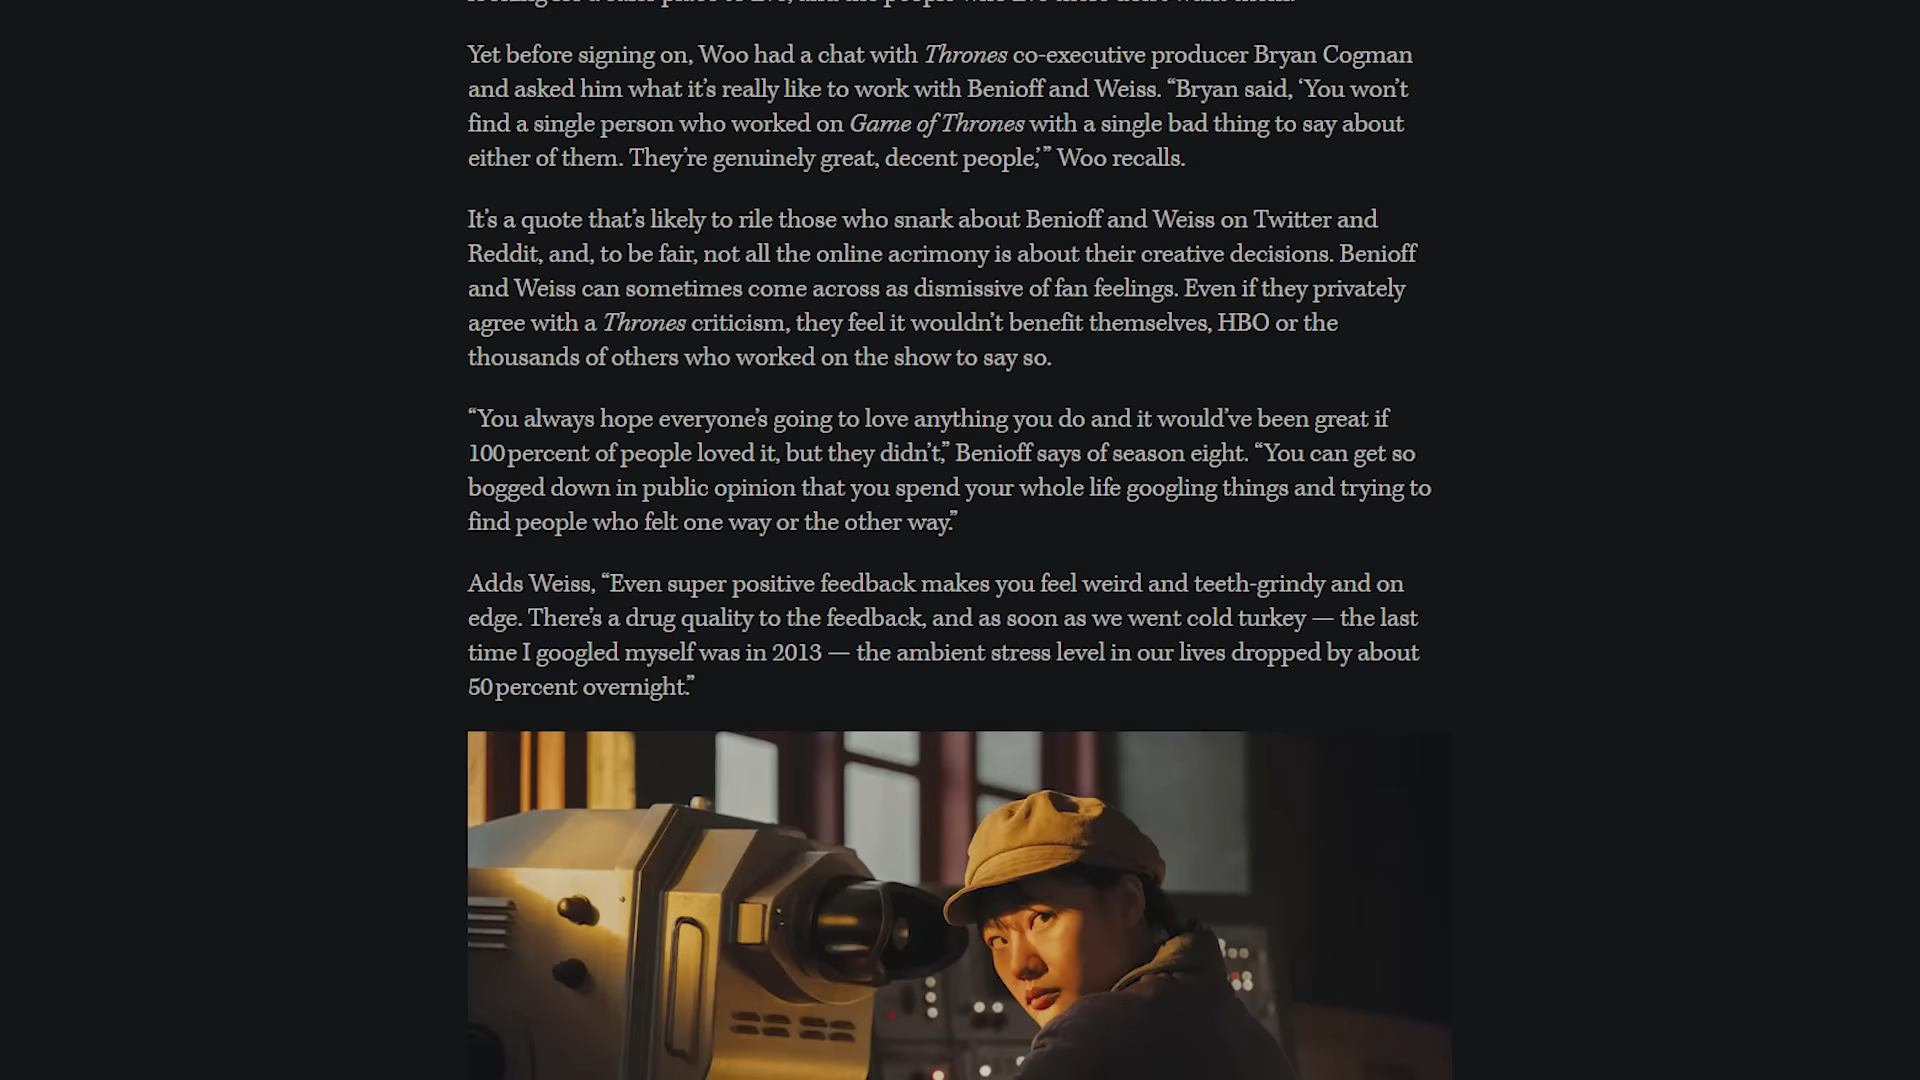 Yet before signing on, Woo had a chat with Thrones co-executive producer Bryan Cogman
and asked him what it’s really like to work with Benioff and Weiss. “Bryan said, ‘You won’t
find a single person who worked on Game of Thrones with a single bad thing to say about
either of them. They’re genuinely great, decent people,’” Woo recalls.
It’s a quote that’s likely to rile those who snark about Benioff and Weiss on Twitter and
Reddit, and, to be fair, not all the online acrimony is about their creative decisions. Benioff
and Weiss can sometimes come across as dismissive of fan feelings. Even if they privately
agree with a Thrones criticism, they feel it wouldn’t benefit themselves, HBO or the
thousands of others who worked on the show to say so.
“You always hope everyone’s going to love anything you do and it would’ve been great if
100 percent of people loved it, but they didn’t,” Benioff says of season eight. “You can get so
bogged down in public opinion that you spend your whole life googling things and trying to
find people who felt one way or the other way.”
Adds Weiss, “Even super positive feedback makes you feel weird and teeth-grindy and on
edge. There’s a drug quality to the feedback, and as soon as we went cold turkey — the last
time I googled myself was in 2013 — the ambient stress level in our lives dropped by about
50 percent overnight.”